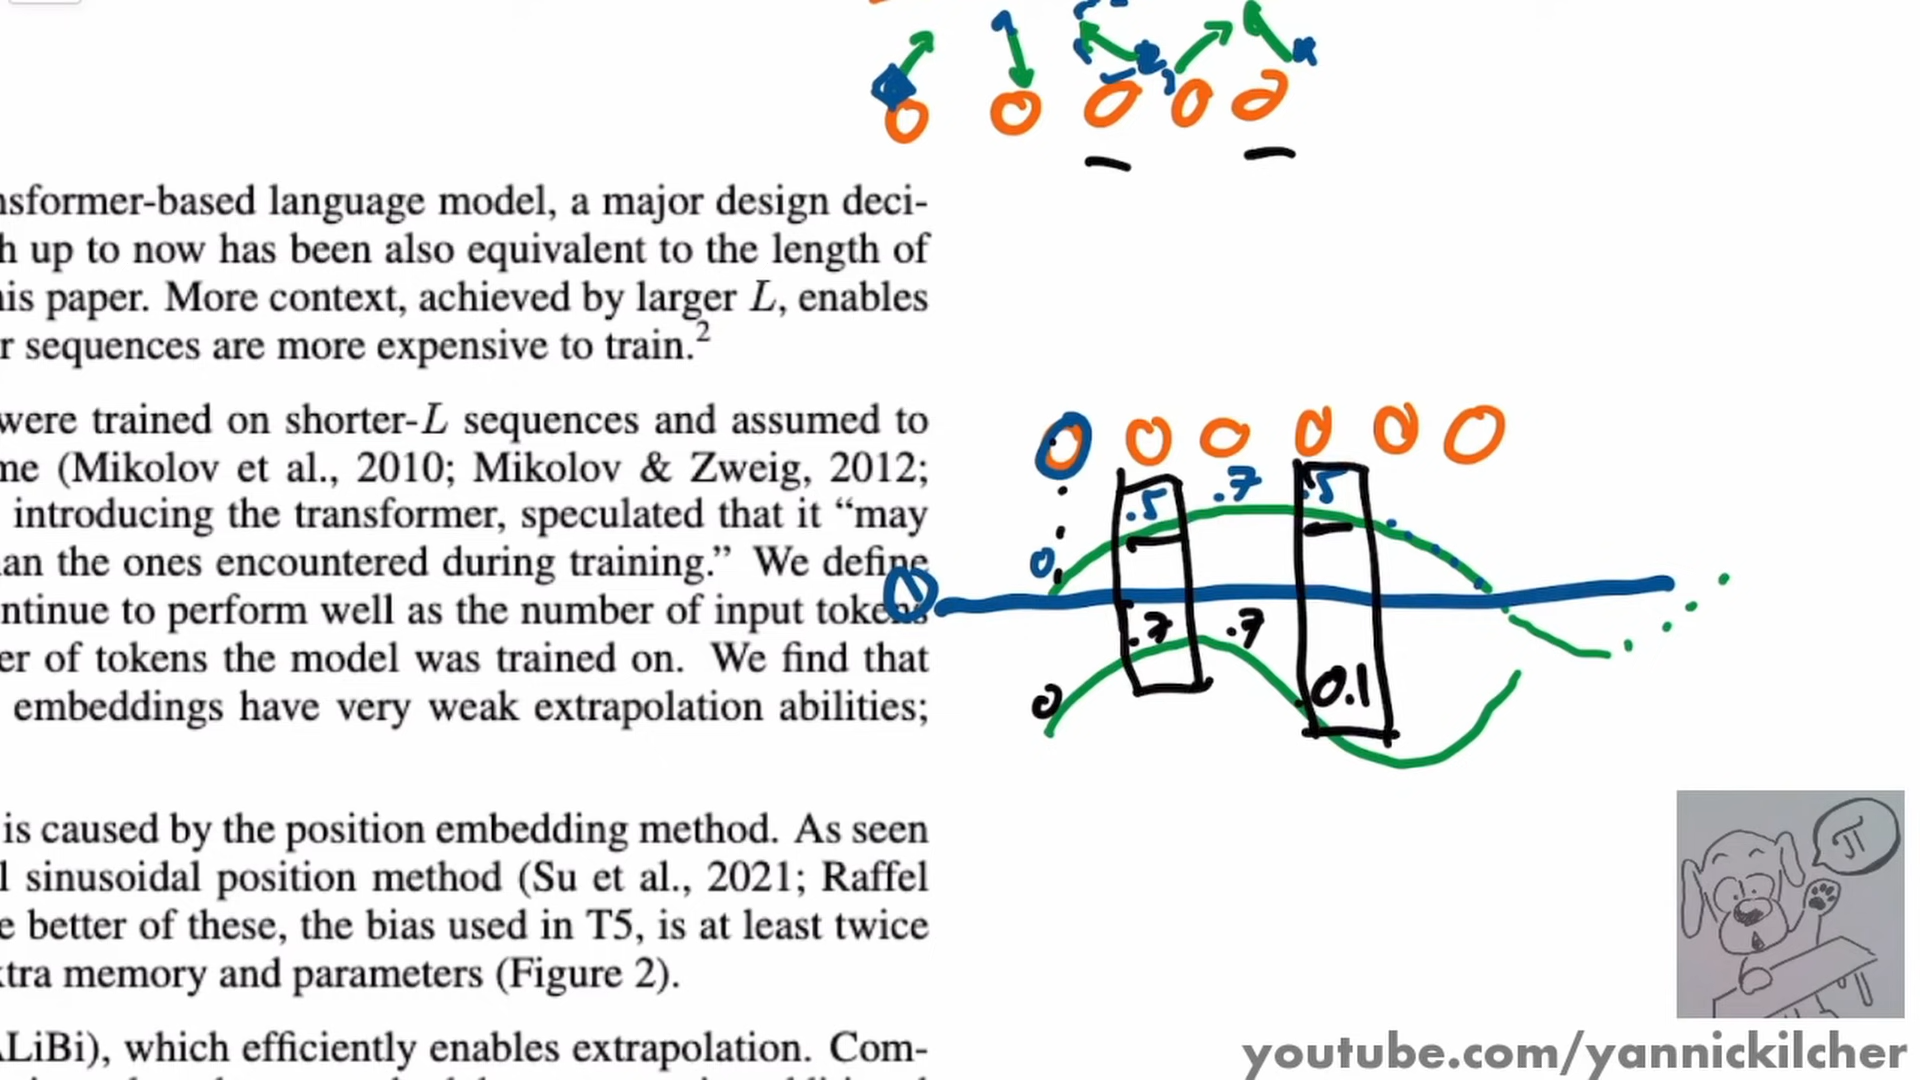 nsformer-based language model, a major design deci-
h up to now has been also equivalent to the length of
his paper. More context, achieved by larger L, enables
r sequences are more expensive to train.²
were trained on shorter-L sequences and assumed to
me (Mikolov et al., 2010; Mikolov & Zweig, 2012;
introducing the transformer, speculated that it “may
an the ones encountered during training.” We define
ontinue to perform well as the number of input tokens
er of tokens the model was trained on. We find that
embeddings have very weak extrapolation abilities;
is caused by the position embedding method. As seen
l sinusoidal position method (Su et al., 2021; Raffel
e better of these, the bias used in T5, is at least twice
xtra memory and parameters (Figure 2).
ALiBi), which efficiently enables extrapolation. Com-
0 .5 .7 .5
0 .7 .7 0.1
π
youtube.com/yannickilcher